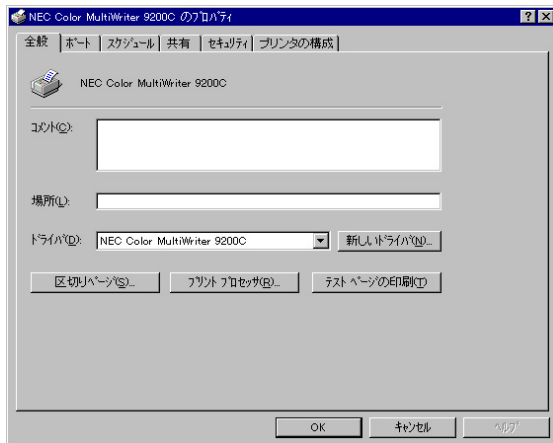 NEC Color MultiWriter 9200C のプロパティ
全般 ポート スケジュール 共有 セキュリティ プリンタの構成
NEC Color MultiWriter 9200C
コメント(C):
場所(L):
ドライバ(D): NEC Color MultiWriter 9200C 新しいドライバ(N)...
区切りページ(S)... プリント プロセッサ(R)... テスト ページの印刷(T)
OK キャンセル ヘルプ